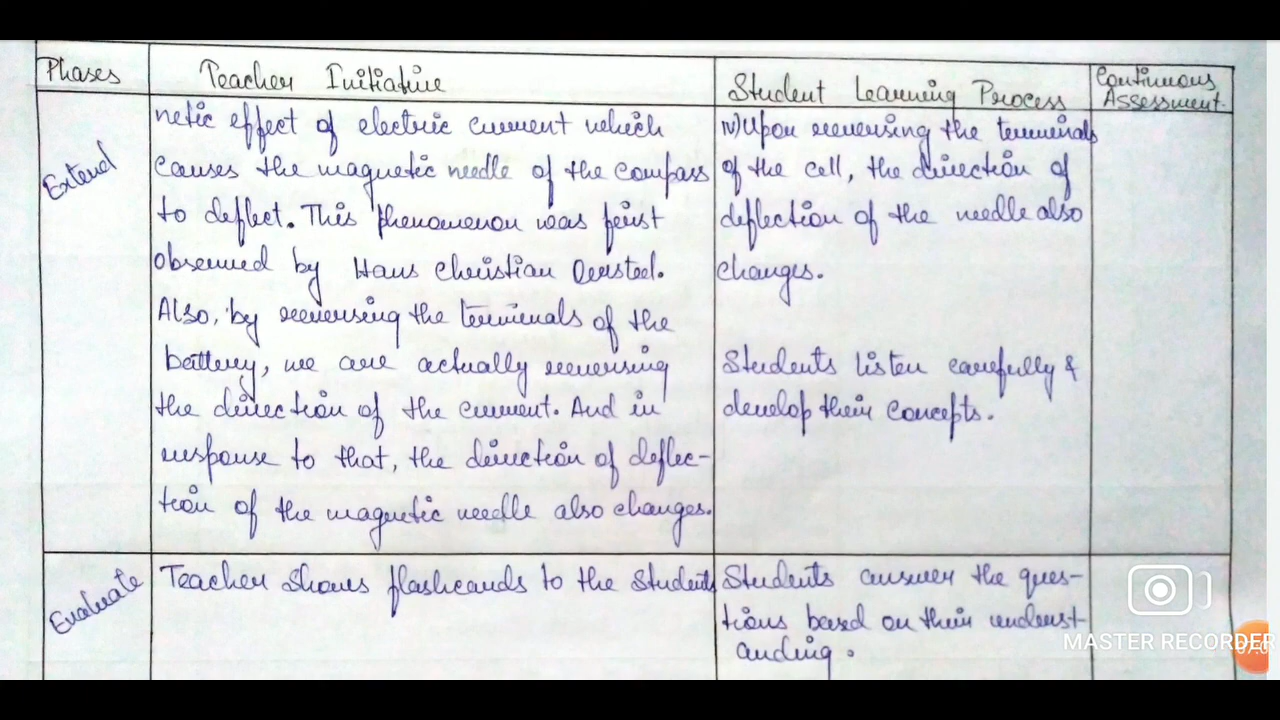 Phases
Teacher Initiative
Student Learning Process
Continuous
Assessment
Extend
netic effect of electric current which
causes the magnetic needle of the compass
to deflect. This phenomenon was first
observed by Hans Christian Oersted.
Also, by reversing the terminals of the
battery, we are actually reversing
the direction of the current. And in
response to that, the direction of deflec-
tion of the magnetic needle also changes.
iv) Upon reversing the terminals
of the cell, the direction of
deflection of the needle also
changes.
Students listen carefully &
develop their concepts.
Evaluate
Teacher shows flashcards to the students
Students answer the ques-
tions based on their underst-
anding.
MASTER RECORDER